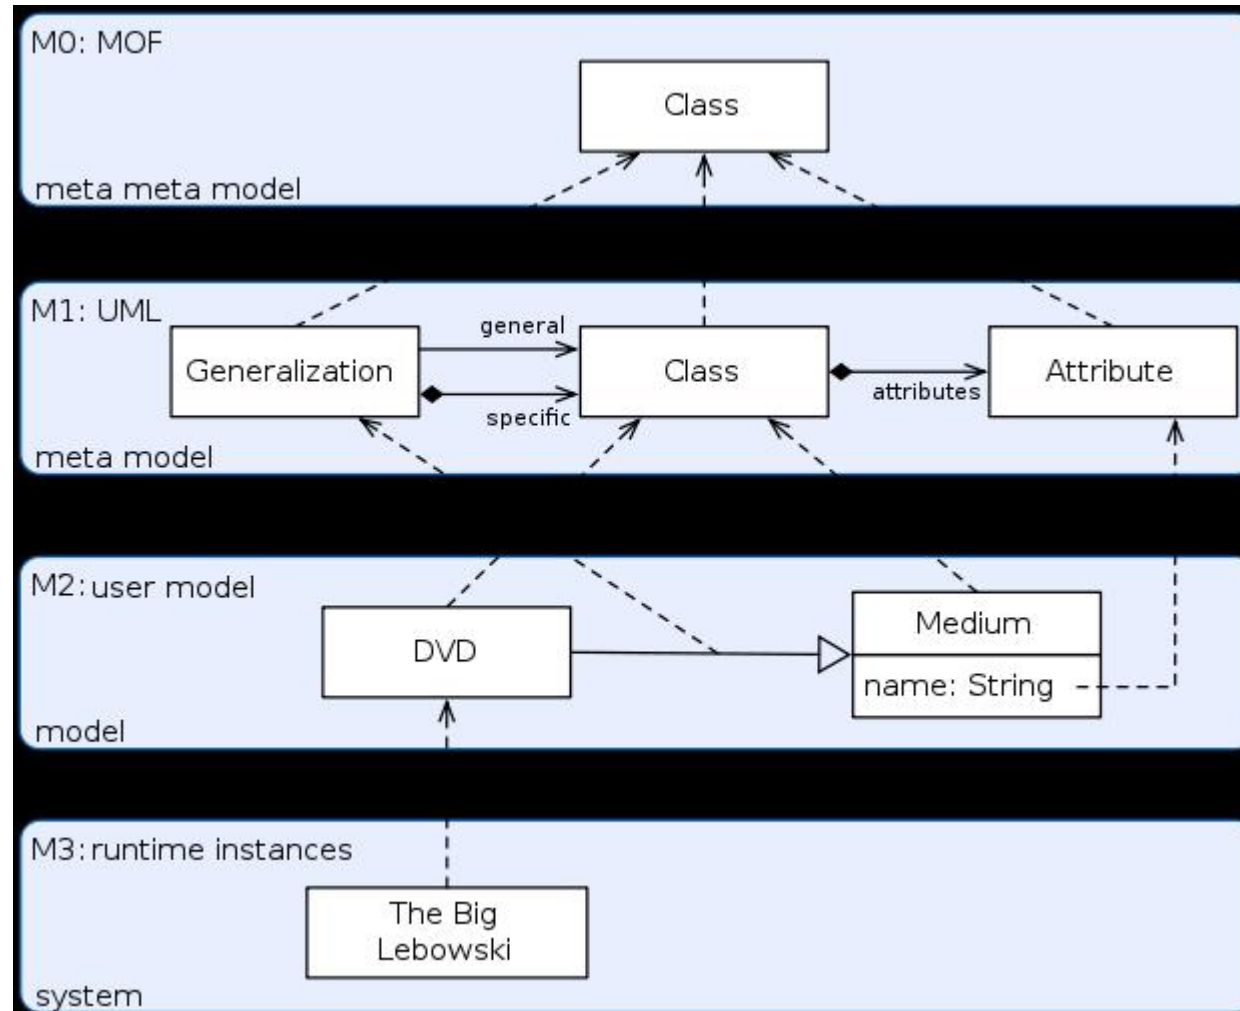 M0: MOF
Class
meta meta model
M1: UML
general
Generalization
Class
Attribute
specific
attributes
meta model
M2: user model
DVD
Medium
name: String
model
M3: runtime instances
The Big
Lebowski
system